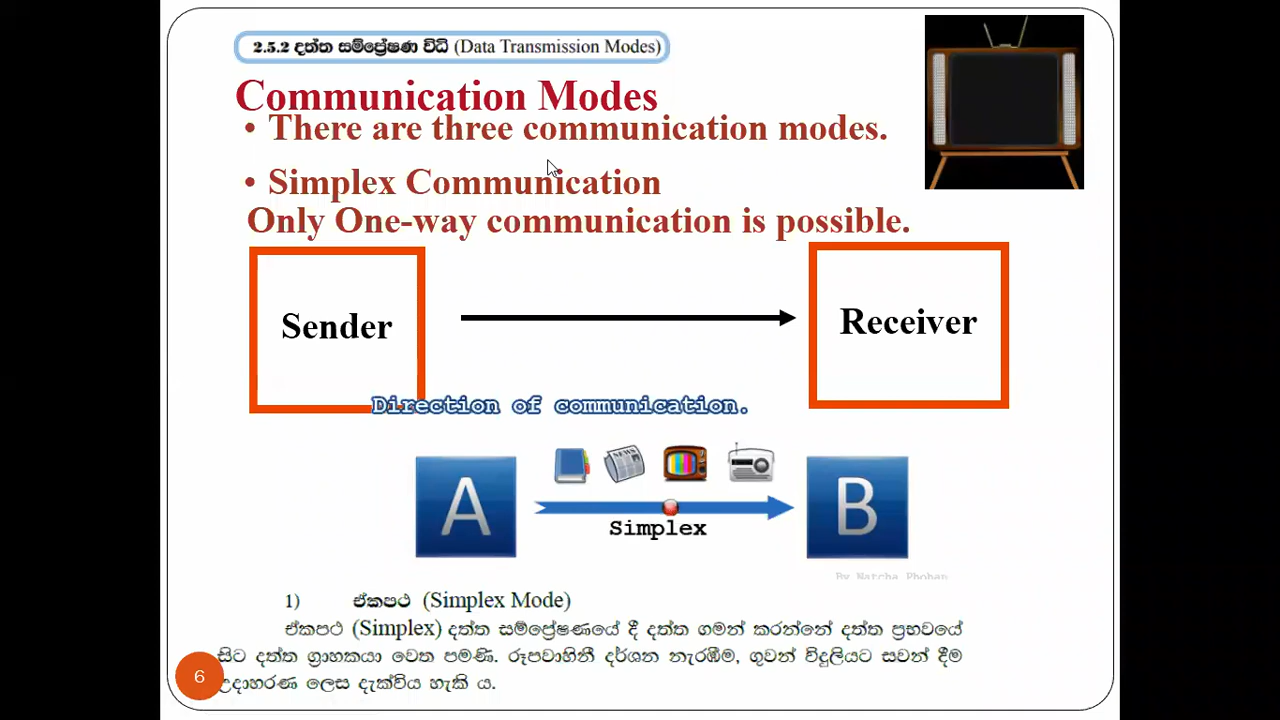 2.5.2 දත්ත සම්ප්‍රේෂණ විධි (Data Transmission Modes)
Communication Modes
• There are three communication modes.
• Simplex Communication
Only One-way communication is possible.
Sender
Receiver
Direction of communication.
NEWS
A
B
Simplex
1) ඒකපථ (Simplex Mode)
ඒකපථ (Simplex) දත්ත සම්ප්‍රේෂණයේ දී දත්ත ගමන් කරන්නේ දත්ත ප්‍රභවයේ
සිට දත්ත ග්‍රාහකයා වෙත පමණි. රූපවාහිනී දර්ශන නැරඹීම, ගුවන් විදුලියට සවන් දීම
උදාහරණ ලෙස දැක්විය හැකි ය.
6